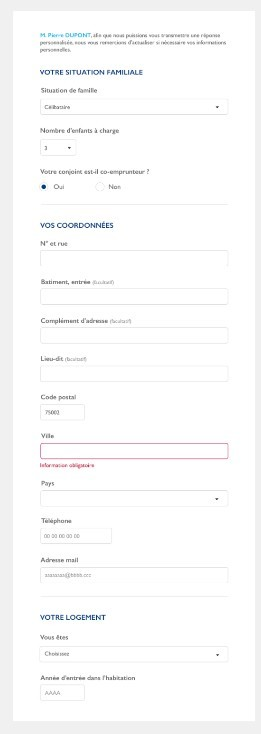 M. Pierre DUPONT, afin que nous puissions vous transmettre une réponse
personnalisée, nous vous remercions d'actualiser si nécessaire vos informations
personnelles.
VOTRE SITUATION FAMILIALE
Situation de famille
Célibataire
Nombre d'enfants à charge
3
Votre conjoint est-il co-emprunteur ?
Oui Non
VOS COORDONNÉES
N° et rue
Batiment, entrée (facultatif)
Complément d'adresse (facultatif)
Lieu-dit (facultatif)
Code postal
75002
Ville
Information obligatoire
Pays
Téléphone
00 00 00 00 00
Adresse mail
VOTRE LOGEMENT
Vous êtes
Choisissez
Année d'entrée dans l'habitation
AAAA